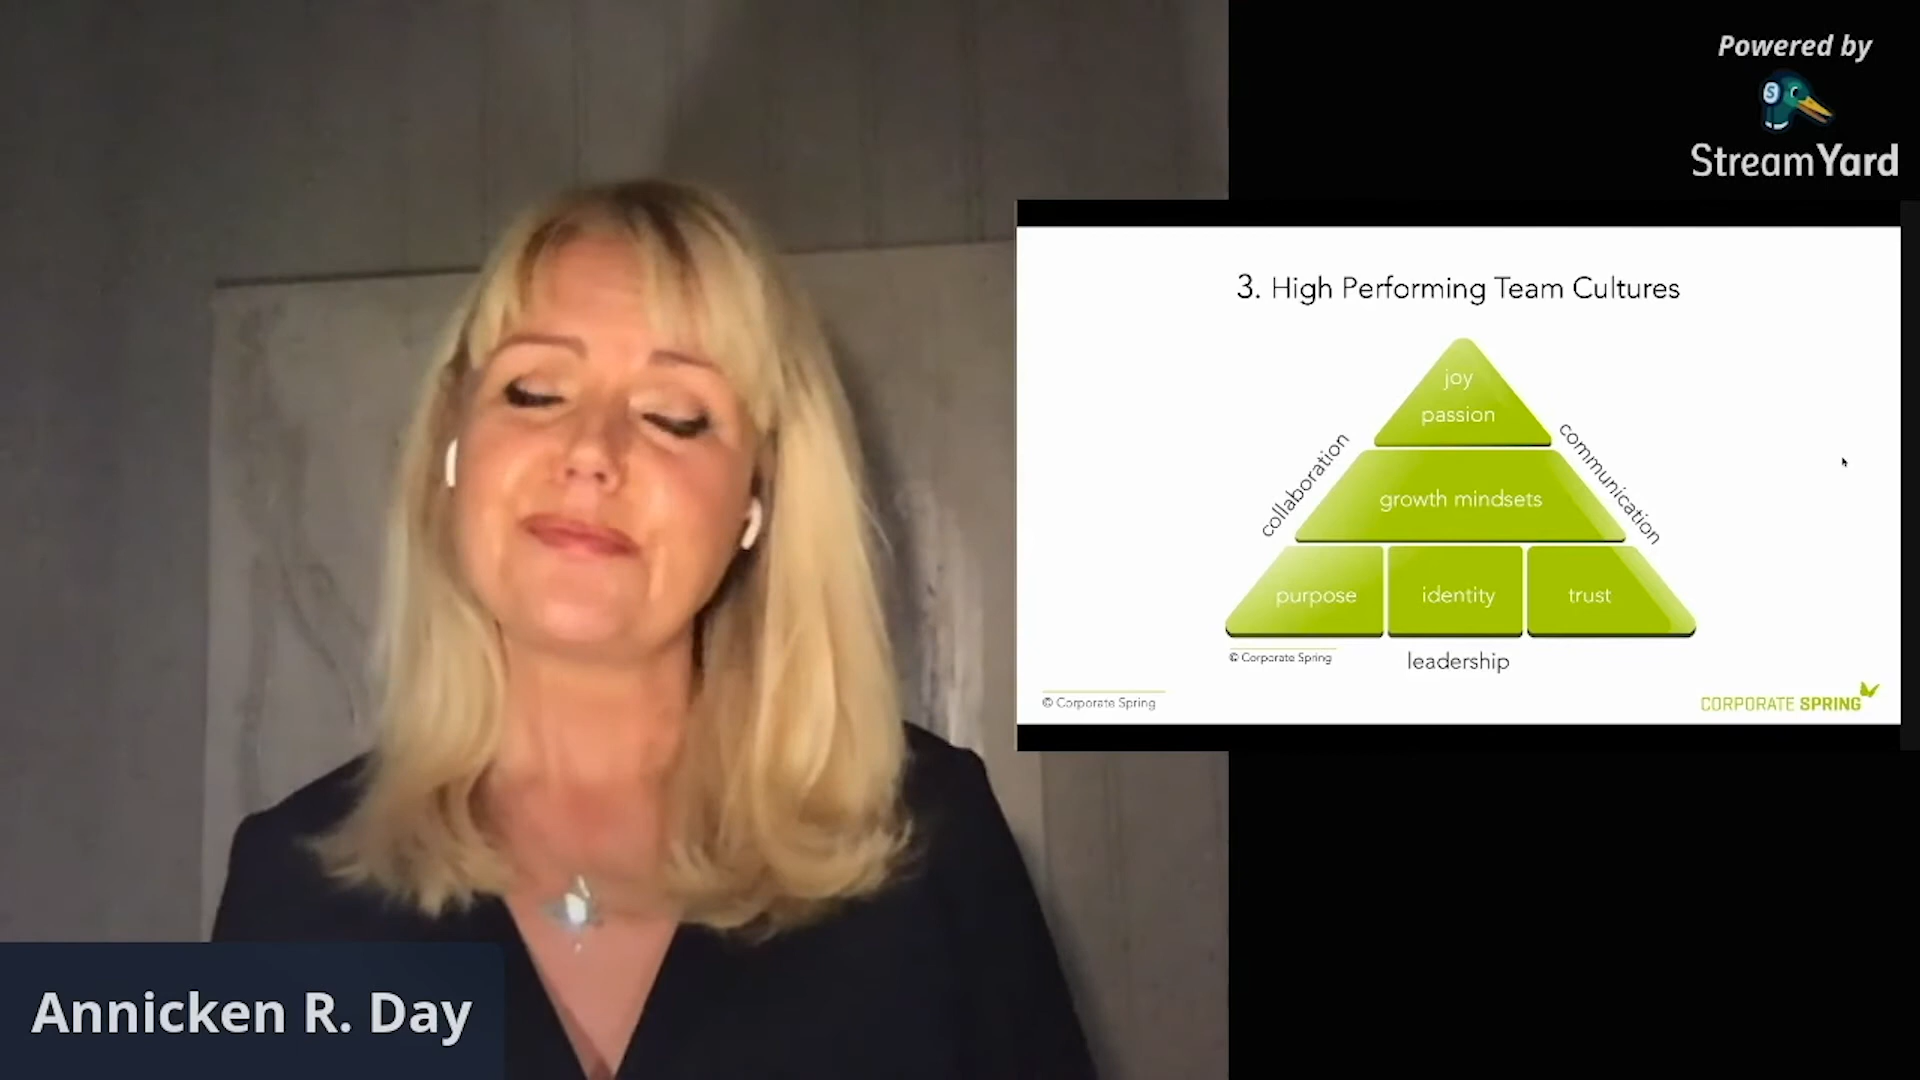 Powered by
S
StreamYard
3. High Performing Team Cultures
joy
passion
collaboration
communication
growth mindsets
purpose
identity
trust
© Corporate Spring
leadership
© Corporate Spring
CORPORATE SPRING
Annicken R. Day